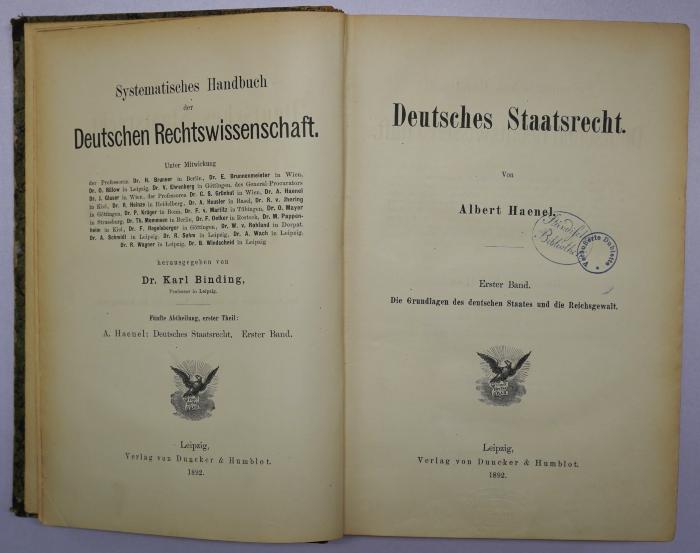 Systematisches Handbuch
der
Deutschen Rechtswissenschaft.
Unter Mitwirkung
der Professoren Dr. H. Brunner in Berlin, Dr. E. Brunnenmeister in Wien,
Dr. O. Bülow in Leipzig, Dr. V. Ehrenberg in Göttingen, des General-Procurators
Dr. J. Glaser in Wien, der Professoren Dr. C. S. Grünhut in Wien, Dr. A. Haenel
in Kiel, Dr. R. Heinze in Heidelberg, Dr. A. Heusler in Basel, Dr. R. v. Jhering
in Göttingen, Dr. P. Krüger in Bonn, Dr. F. v. Martitz in Tübingen, Dr. O. Mayer
in Strassburg, Dr. Th. Mommsen in Berlin, Dr. F. Oetker in Rostock, Dr. M. Pappen-
heim in Kiel, Dr. F. Regelsberger in Göttingen, Dr. W. v. Rohland in Dorpat,
Dr. A. Schmidt in Leipzig, Dr. R. Sohm in Leipzig, Dr. A. Wach in Leipzig,
Dr. R. Wagner in Leipzig, Dr. B. Windscheid in Leipzig
herausgegeben von
Dr. Karl Binding,
Professor in Leipzig.
Fünfte Abtheilung, erster Theil:
A. Haenel: Deutsches Staatsrecht, Erster Band.
Leipzig,
Verlag von Duncker & Humblot.
1892.
Deutsches Staatsrecht.
Von
Albert Haenel.
Bibliothek
Veräußerte Dublette
Erster Band.
Die Grundlagen des deutschen Staates und die Reichsgewalt.
Leipzig,
Verlag von Duncker & Humblot.
1892.